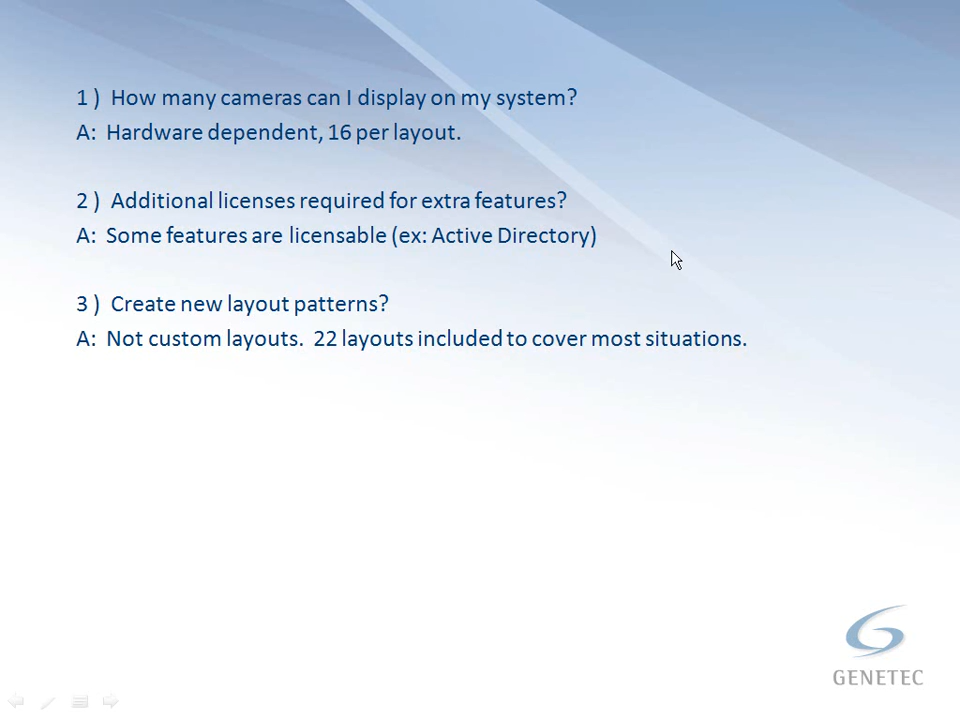 1 )  How many cameras can I display on my system?
A:  Hardware dependent, 16 per layout.
2 )  Additional licenses required for extra features?
A:  Some features are licensable (ex: Active Directory)
3 )  Create new layout patterns?
A:  Not custom layouts.  22 layouts included to cover most situations.
GENETEC